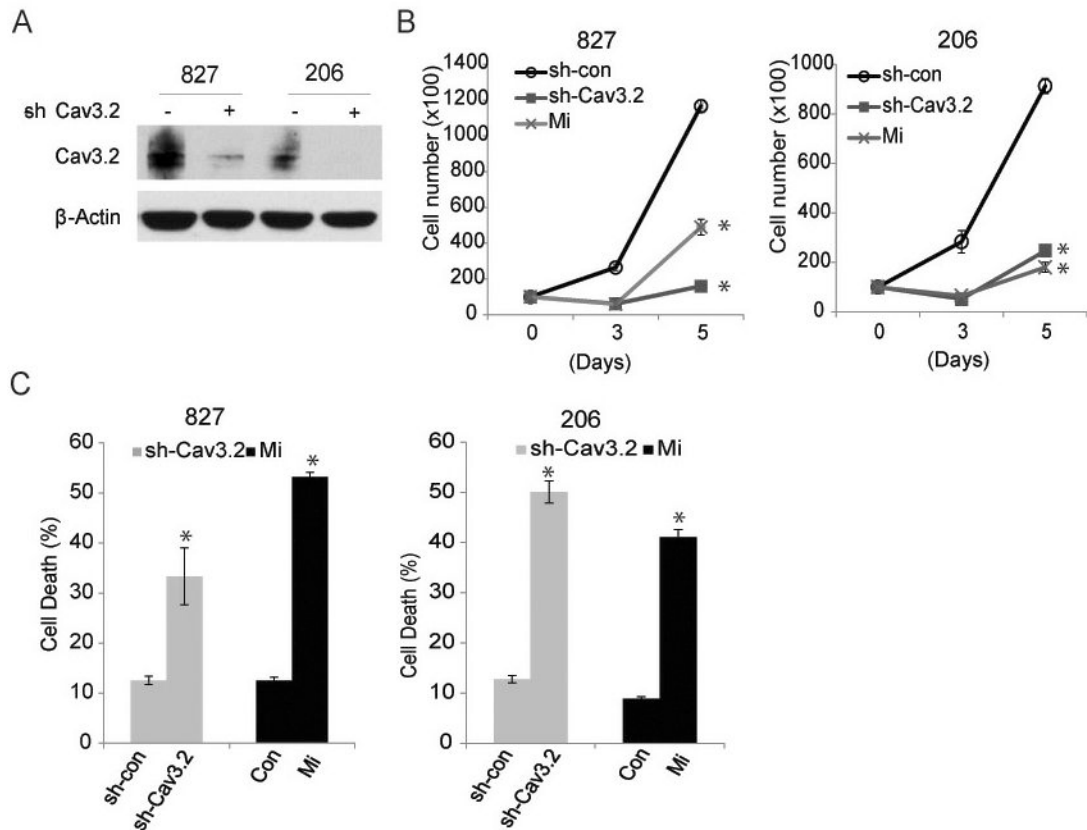 A
827 206
sh Cav3.2 - + - +
Cav3.2
β-Actin
B
827
Cell number (x100)
1400
1200
1000
800
600
400
200
0
sh-con
sh-Cav3.2
Mi
*
*
0 3 5
(Days)
206
Cell number (x100)
1000
800
600
400
200
0
sh-con
sh-Cav3.2
Mi
*
*
0 3 5
(Days)
C
827
Cell Death (%)
60
50
40
30
20
10
0
sh-Cav3.2 Mi
*
*
sh-con sh-Cav3.2 Con Mi
206
Cell Death (%)
60
50
40
30
20
10
0
sh-Cav3.2 Mi
*
*
sh-con sh-Cav3.2 Con Mi